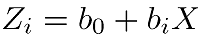 Z_i = b_0 + b_i X